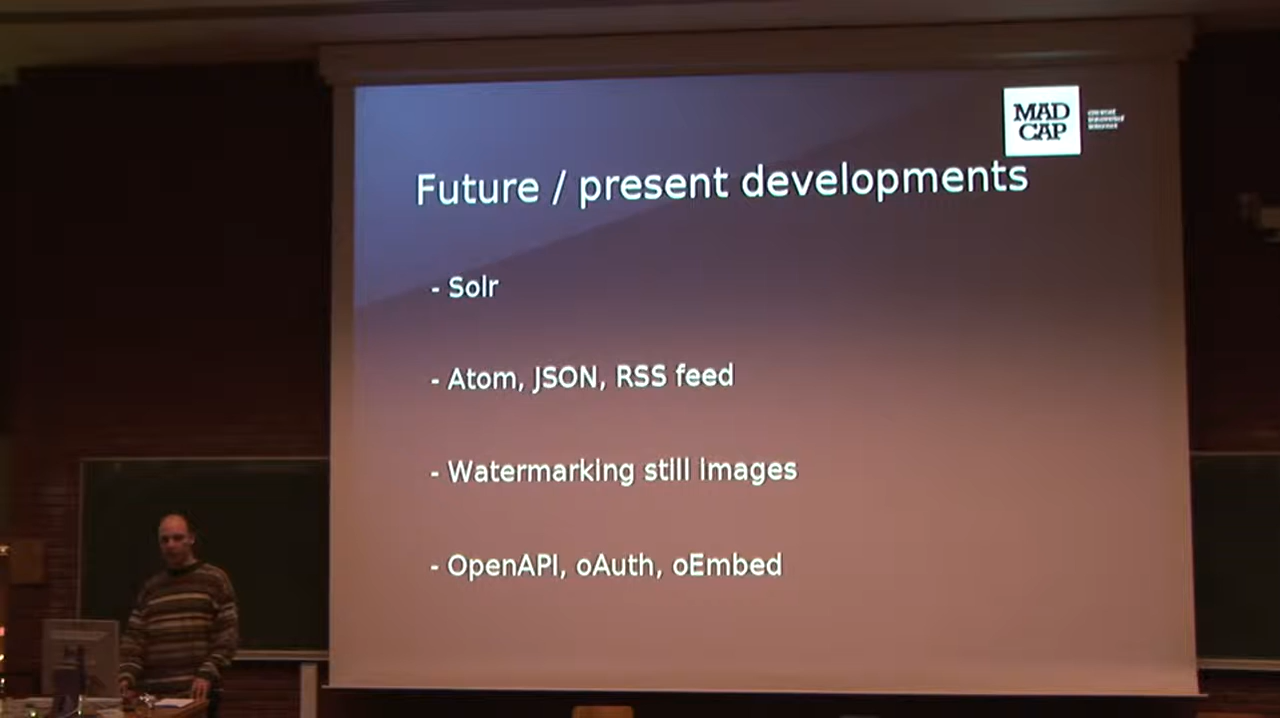 MAD
CAP
Future / present developments
- Solr
- Atom, JSON, RSS feed
- Watermarking still images
- OpenAPI, oAuth, oEmbed